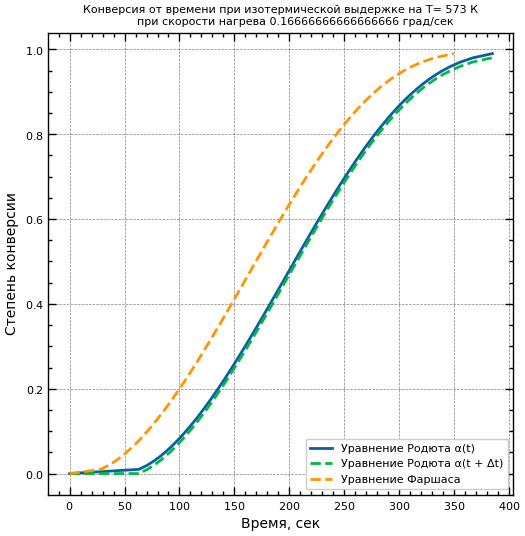 Конверсия от времени при изотермической выдержке на T= 573 К
при скорости нагрева 0.16666666666666666 град/сек
Степень конверсии
1.0
0.8
0.6
0.4
0.2
0.0
Уравнение Родюта α(t)
Уравнение Родюта α(t + Δt)
Уравнение Фаршаса
0 50 100 150 200 250 300 350 400
Время, сек